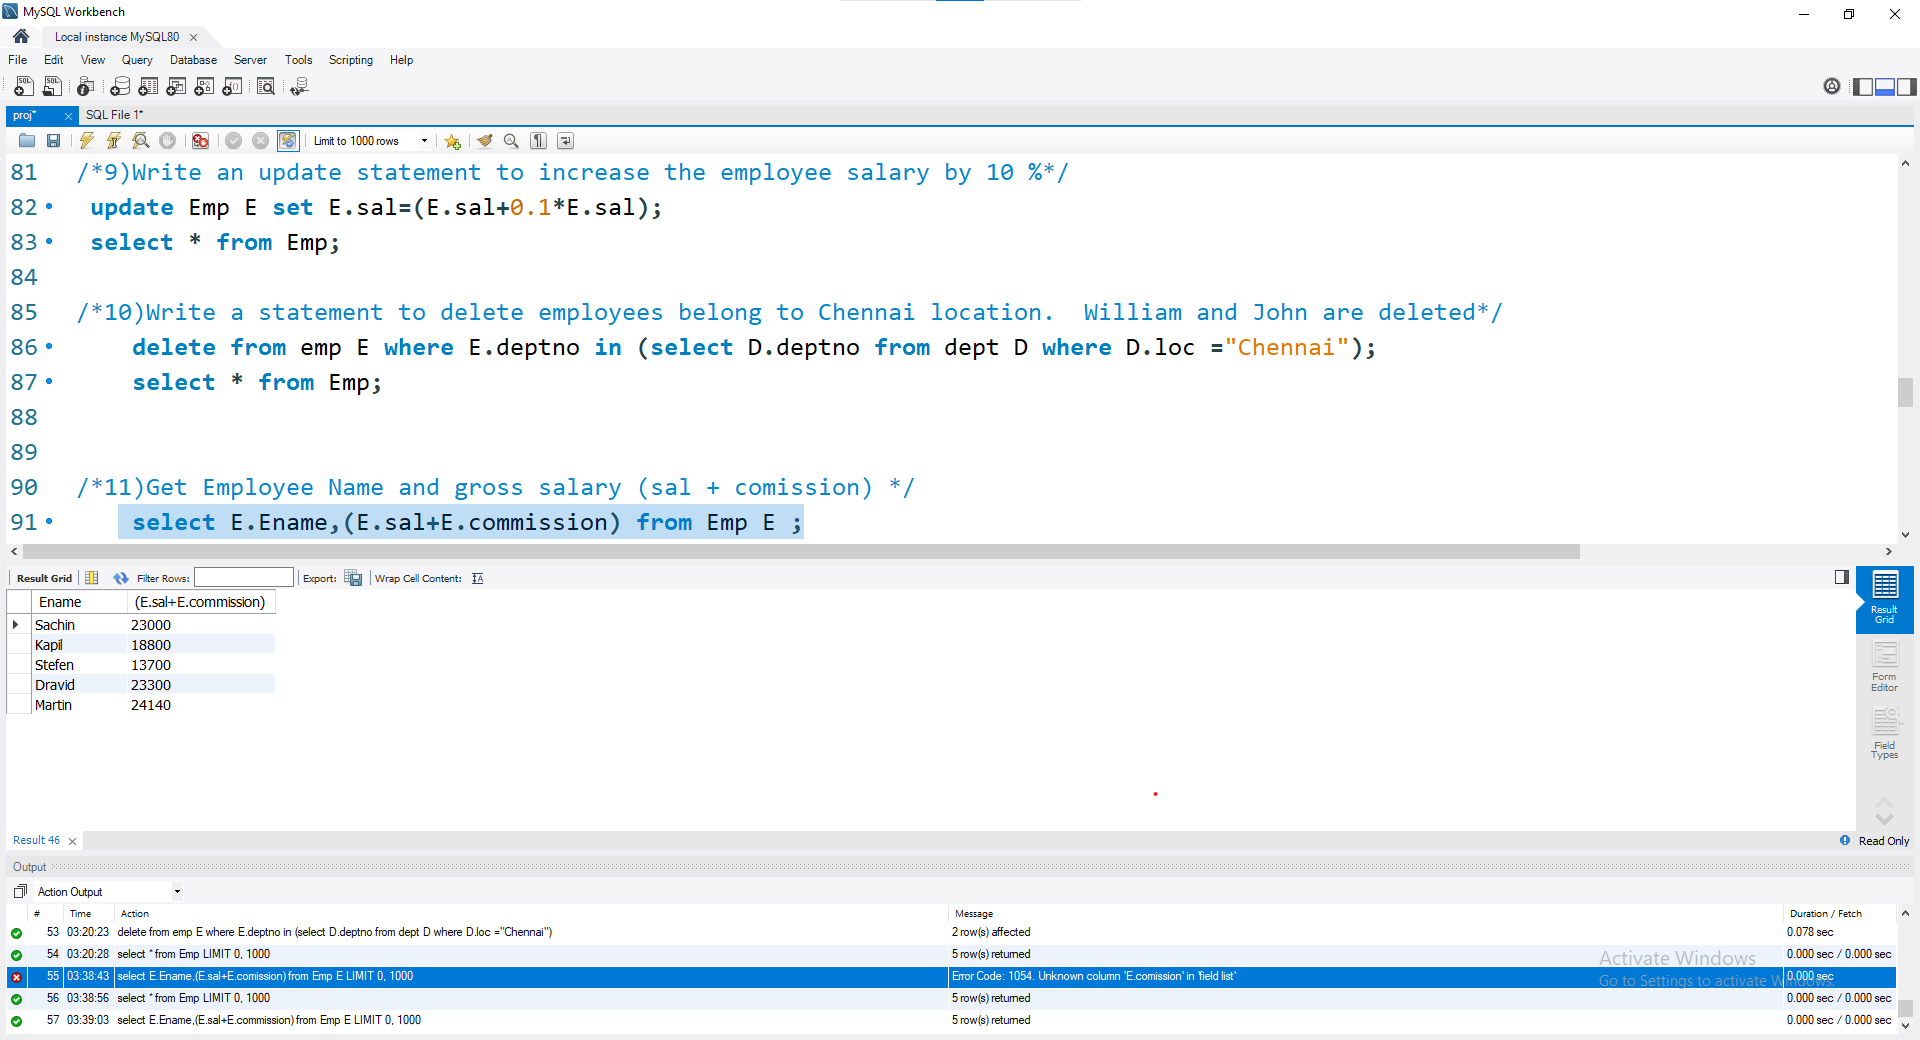 MySQL Workbench
Local instance MySQL80
File Edit View Query Database Server Tools Scripting Help
proj* SQL File 1*
Limit to 1000 rows
81 /*9)Write an update statement to increase the employee salary by 10 %*/
82 update Emp E set E.sal=(E.sal+0.1*E.sal);
83 select * from Emp;
84
85 /*10)Write a statement to delete employees belong to Chennai location.  William and John are deleted*/
86 delete from emp E where E.deptno in (select D.deptno from dept D where D.loc ="Chennai");
87 select * from Emp;
88
89
90 /*11)Get Employee Name and gross salary (sal + comission) */
91 select E.Ename,(E.sal+E.commission) from Emp E ;
Result Grid Filter Rows: Export: Wrap Cell Content:
Ename (E.sal+E.commission)
Sachin 23000
Kapil 18800
Stefen 13700
Dravid 23300
Martin 24140
Result Grid
Form Editor
Field Types
Result 46 Read Only
Output
Action Output
# Time Action Message Duration / Fetch
53 03:20:23 delete from emp E where E.deptno in (select D.deptno from dept D where D.loc ="Chennai") 2 row(s) affected 0.078 sec
54 03:20:28 select * from Emp LIMIT 0, 1000 5 row(s) returned 0.000 sec / 0.000 sec
55 03:38:43 select E.Ename,(E.sal+E.comission) from Emp E LIMIT 0, 1000 Error Code: 1054. Unknown column 'E.comission' in 'field list' 0.000 sec
56 03:38:56 select * from Emp LIMIT 0, 1000 5 row(s) returned 0.000 sec / 0.000 sec
57 03:39:03 select E.Ename,(E.sal+E.commission) from Emp E LIMIT 0, 1000 5 row(s) returned 0.000 sec / 0.000 sec
Activate Windows
Go to Settings to activate Windows.